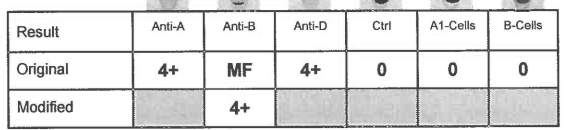 Result Anti-A Anti-B Anti-D Ctrl A1-Cells B-Cells
Original 4+ MF 4+ 0 0 0
Modified 4+